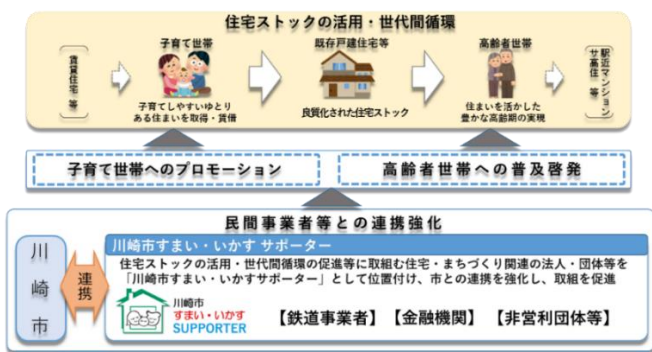 住宅ストックの活用・世代間循環
〔賃貸住宅 等〕
子育て世帯
子育てしやすいゆとり
ある住まいを取得・賃借
既存戸建住宅等
良質化された住宅ストック
高齢者世帯
住まいを活かした
豊かな高齢期の実現
〔駅近マンション
サ高住 等〕
子育て世帯へのプロモーション
高齢者世帯への普及啓発
民間事業者等との連携強化
川崎市
連携
川崎市すまい・いかす サポーター
住宅ストックの活用・世代間循環の促進等に取組む住宅・まちづくり関連の法人・団体等を
「川崎市すまい・いかすサポーター」として位置付け、市との連携を強化し、取組を促進
川崎市
すまい・いかす
SUPPORTER
【鉄道事業者】 【金融機関】 【非営利団体等】